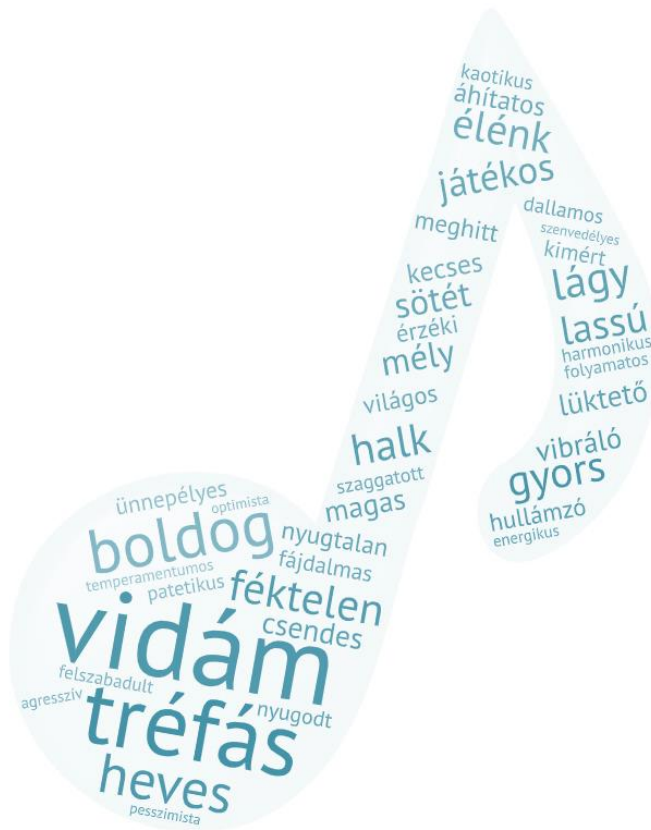 kaotikus
áhítatos
élénk
játékos
dallamos
szenvedélyes
meghitt
kimért
kecses
lágy
sötét
érzéki
lassú
mély
harmonikus
folyamatos
világos
lüktető
halk
vibráló
szaggatott
gyors
magas
hullámzó
energikus
ünnepélyes
optimista
boldog
nyugtalan
temperamentumos
fájdalmas
patetikus
féktelen
csendes
vidám
felszabadult
agresszív
nyugodt
tréfás
heves
pesszimista